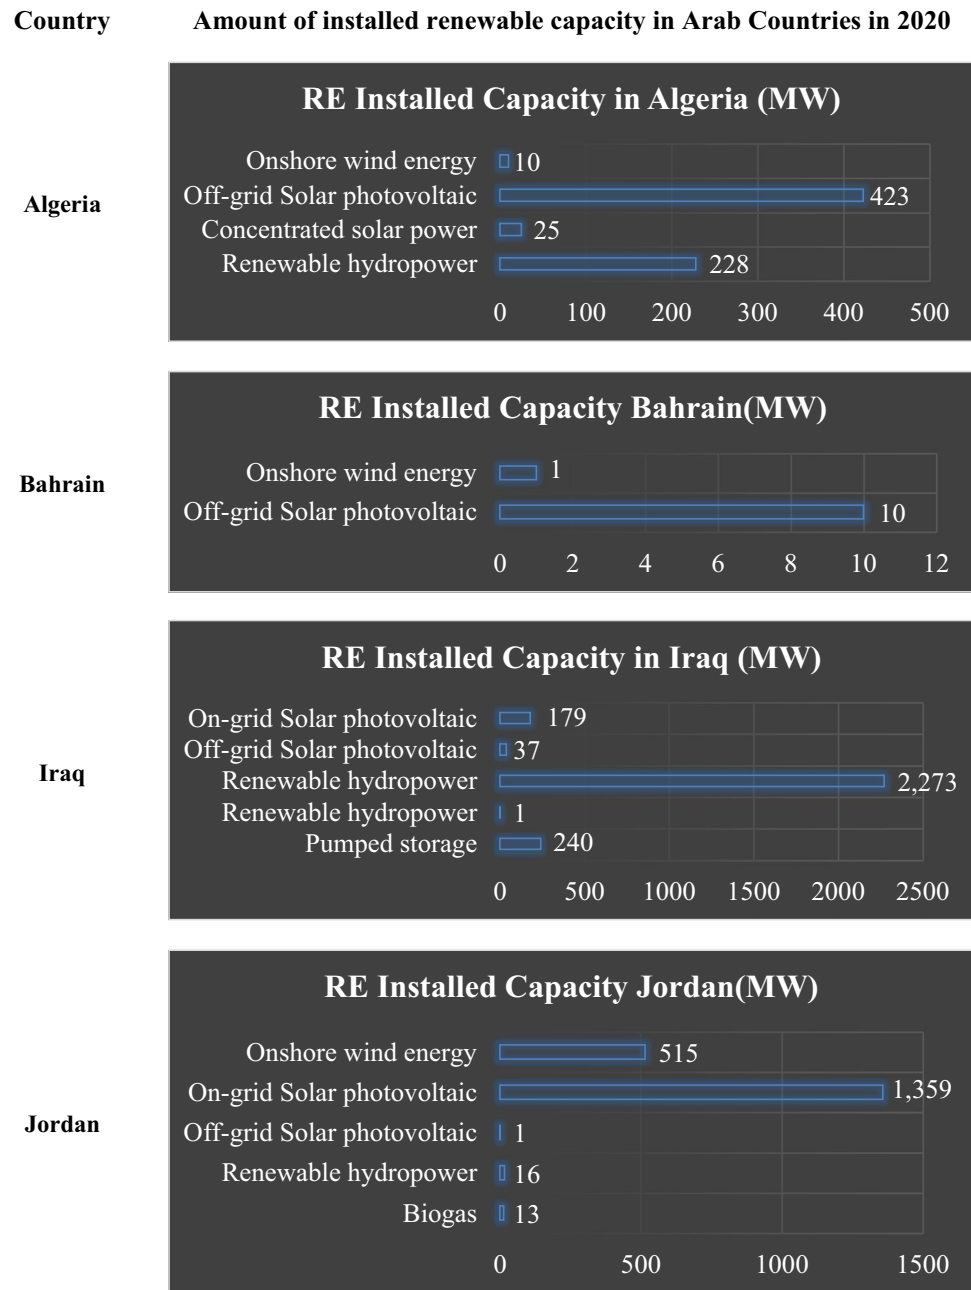 Country Amount of installed renewable capacity in Arab Countries in 2020
Algeria
RE Installed Capacity in Algeria (MW)
Onshore wind energy 10
Off-grid Solar photovoltaic 423
Concentrated solar power 25
Renewable hydropower 228
0 100 200 300 400 500
Bahrain
RE Installed Capacity Bahrain(MW)
Onshore wind energy 1
Off-grid Solar photovoltaic 10
0 2 4 6 8 10 12
Iraq
RE Installed Capacity in Iraq (MW)
On-grid Solar photovoltaic 179
Off-grid Solar photovoltaic 37
Renewable hydropower 2,273
Renewable hydropower 1
Pumped storage 240
0 500 1000 1500 2000 2500
Jordan
RE Installed Capacity Jordan(MW)
Onshore wind energy 515
On-grid Solar photovoltaic 1,359
Off-grid Solar photovoltaic 1
Renewable hydropower 16
Biogas 13
0 500 1000 1500